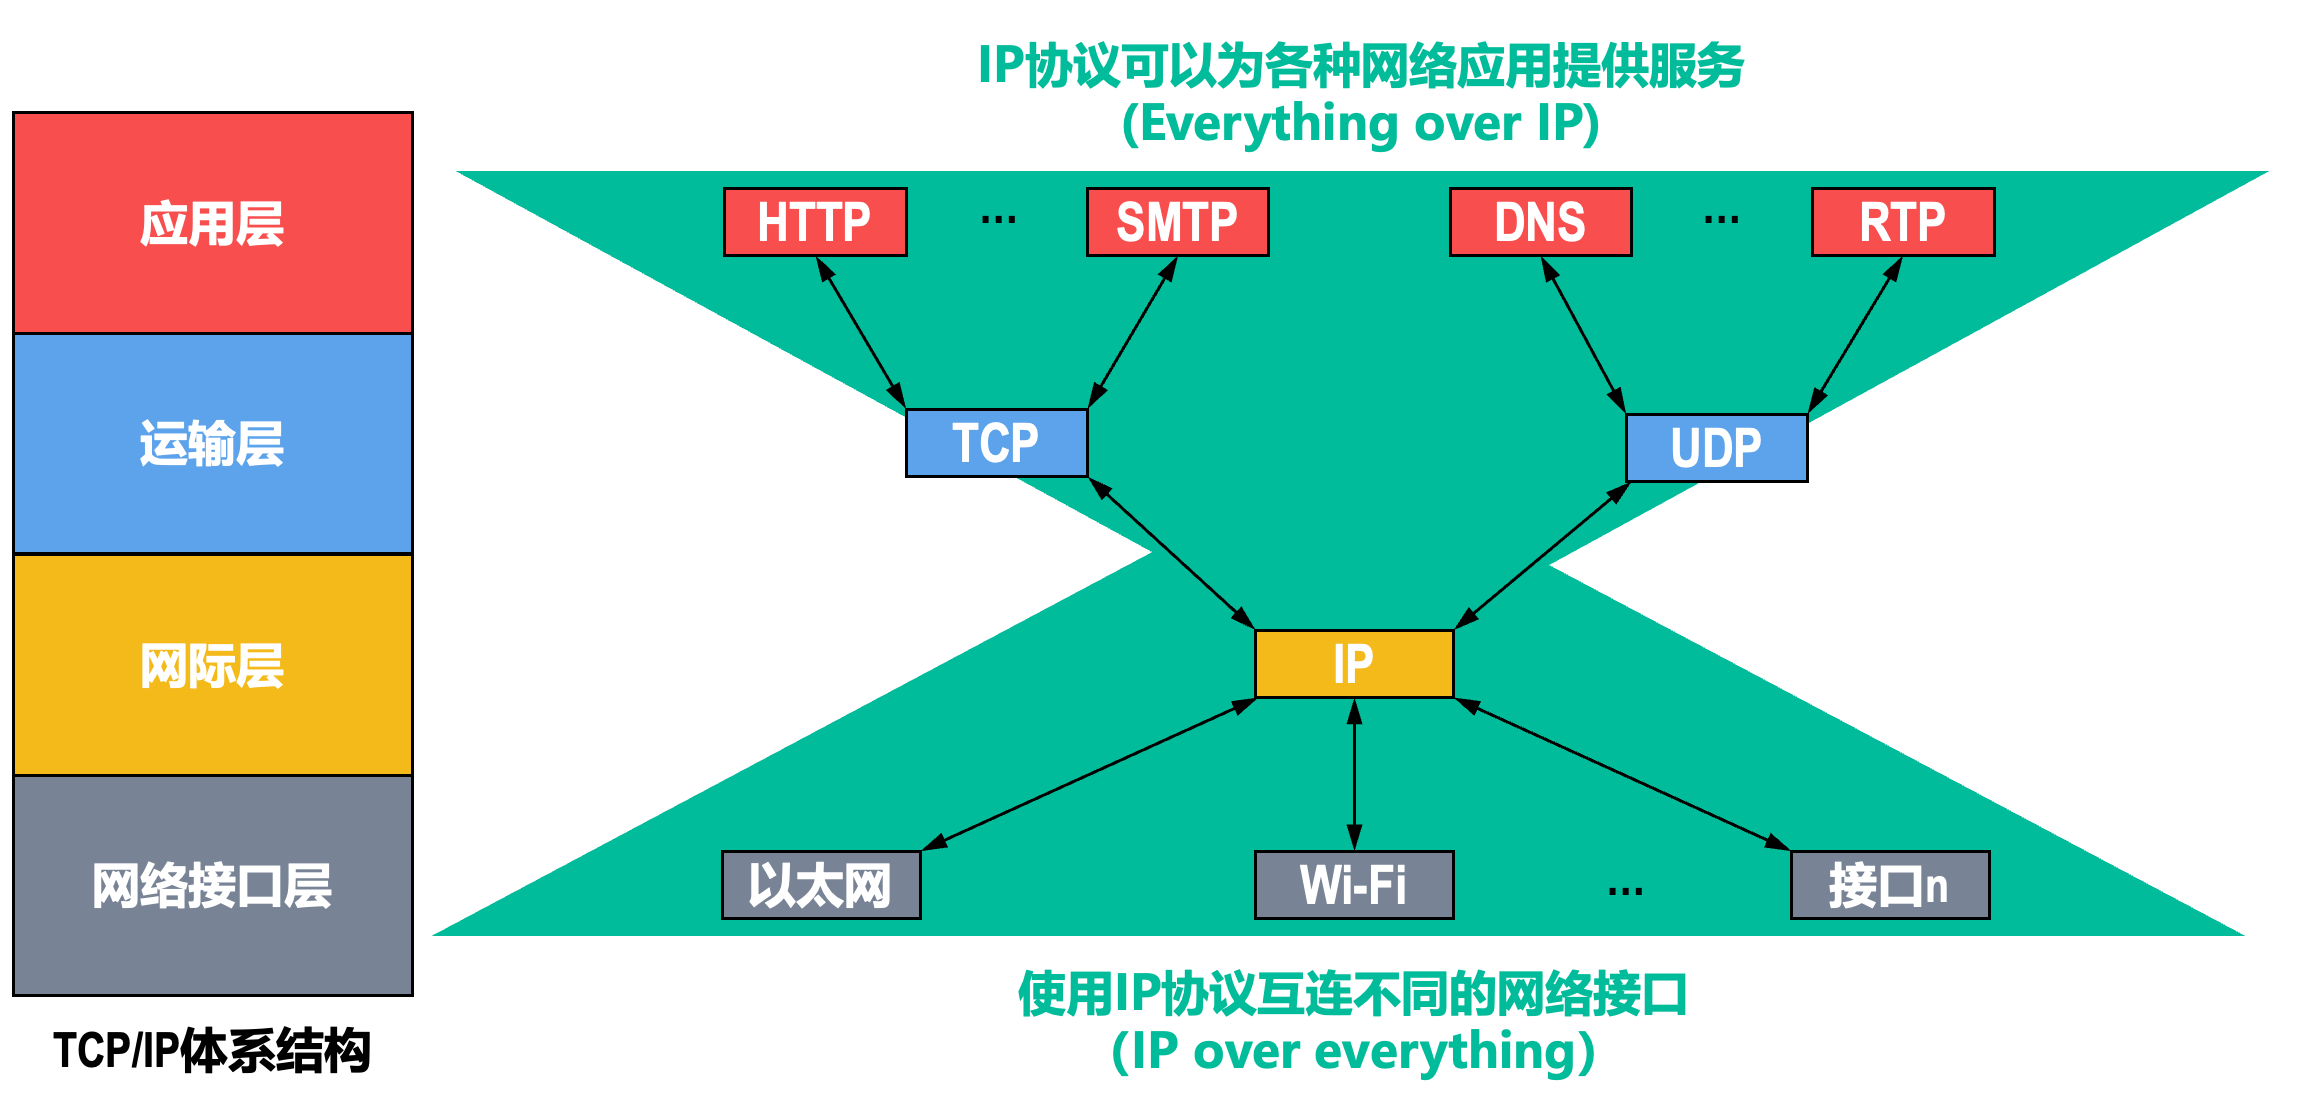 IP协议可以为各种网络应用提供服务
(Everything over IP)
应用层
HTTP
...
SMTP
DNS
...
RTP
运输层
TCP
UDP
网际层
IP
网络接口层
以太网
Wi-Fi
...
接口n
使用IP协议互连不同的网络接口
(IP over everything)
TCP/IP体系结构